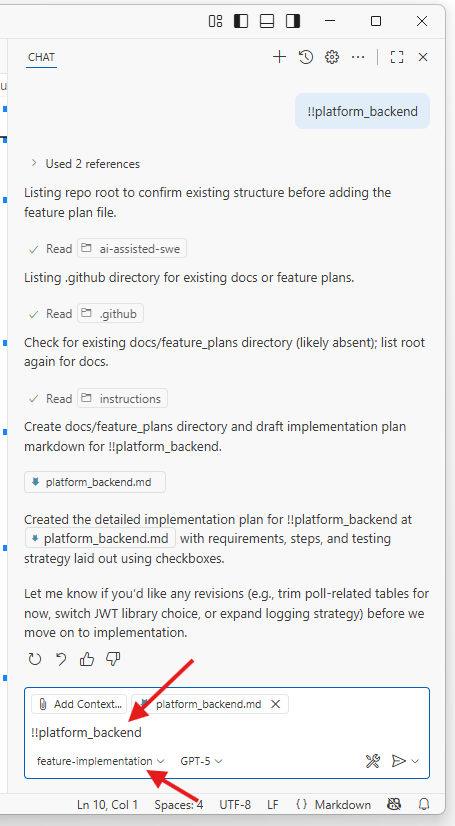 CHAT
!!platform_backend
Used 2 references
Listing repo root to confirm existing structure before adding the
feature plan file.
Read ai-assisted-swe
Listing .github directory for existing docs or feature plans.
Read .github
Check for existing docs/feature_plans directory (likely absent); list root
again for docs.
Read instructions
Create docs/feature_plans directory and draft implementation plan
markdown for !!platform_backend.
platform_backend.md
Created the detailed implementation plan for !!platform_backend at
platform_backend.md with requirements, steps, and testing
strategy laid out using checkboxes.
Let me know if you'd like any revisions (e.g., trim poll-related tables for
now, switch JWT library choice, or expand logging strategy) before we
move on to implementation.
Add Context... platform_backend.md
!!platform_backend
feature-implementation GPT-5
Ln 10, Col 1 Spaces: 4 UTF-8 LF {} Markdown